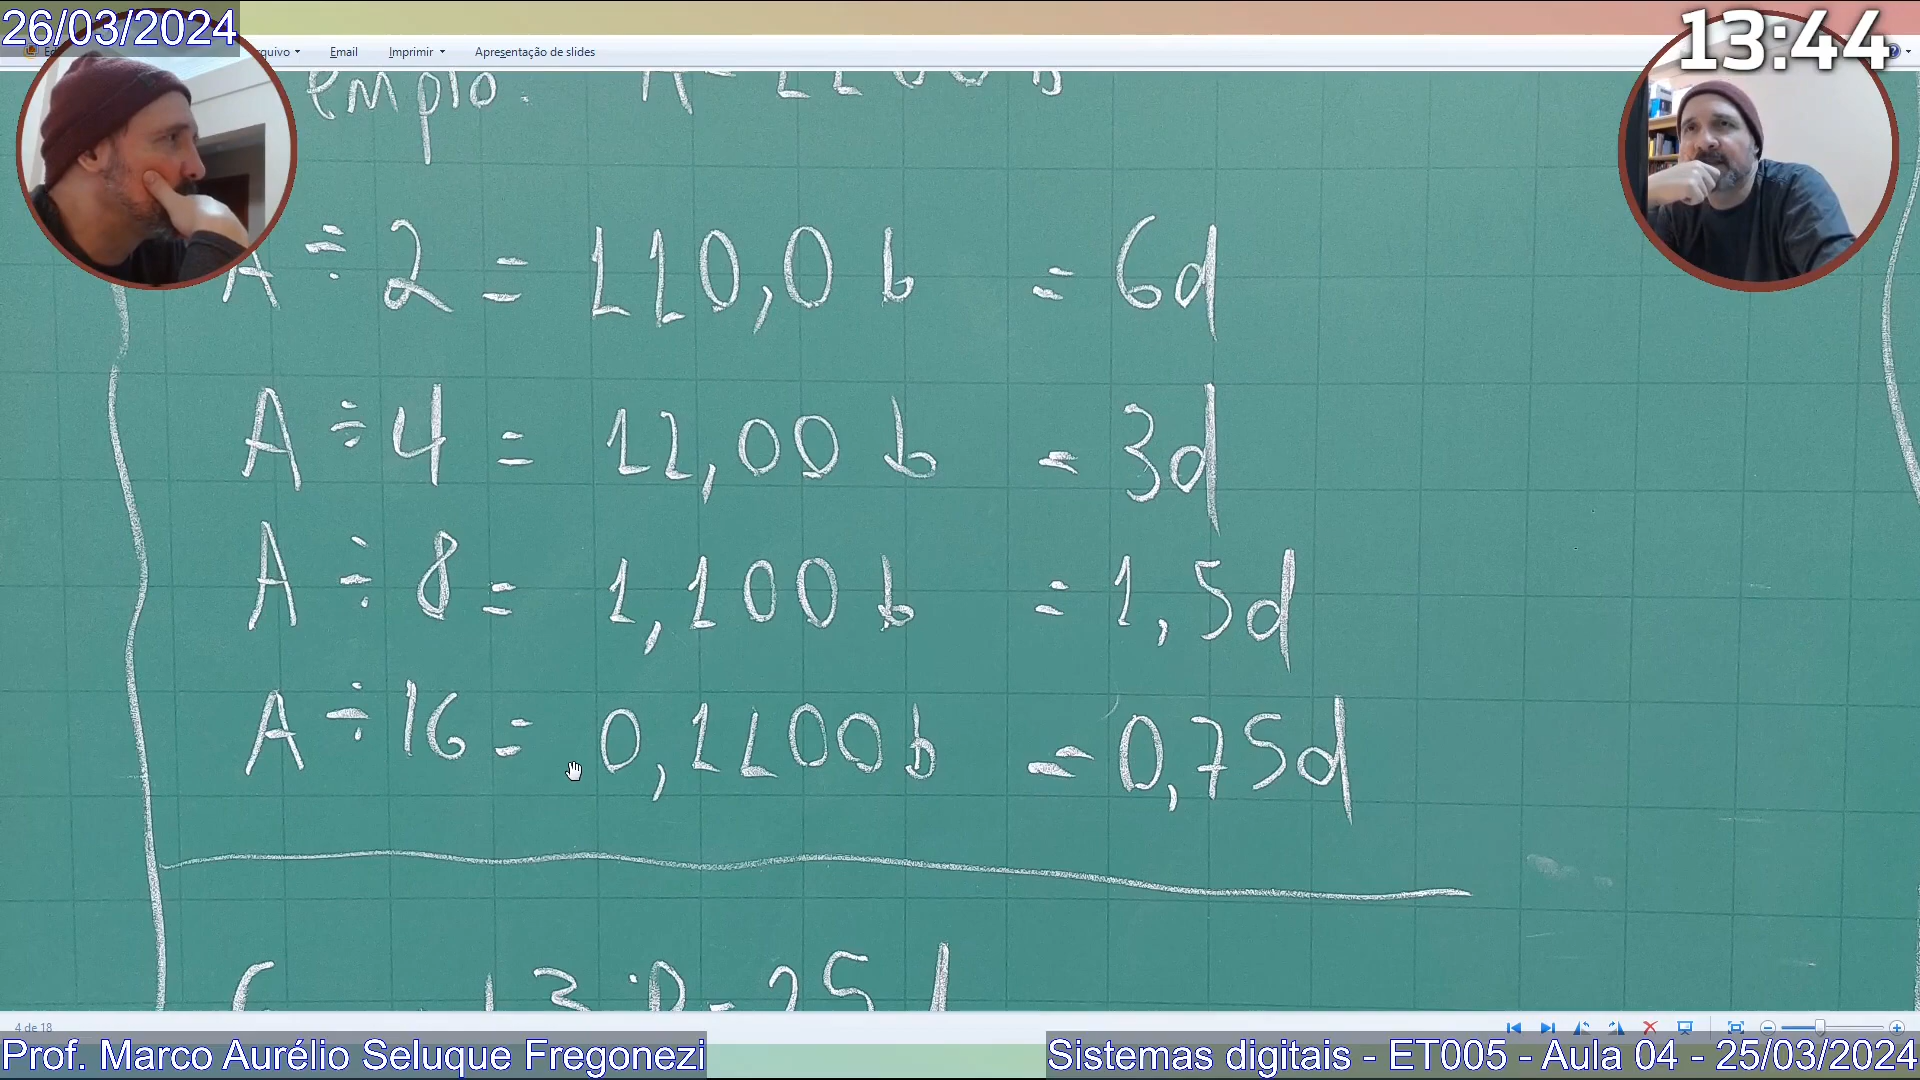 26/03/2024
13:44
Email Imprimir Apresentação de slides
A ÷ 2 = 110,0 b = 6d
A ÷ 4 = 11,00 b = 3d
A ÷ 8 = 1,100 b = 1,5d
A ÷ 16 = 0,1100 b = 0,75d
4 de 18
Prof. Marco Aurélio Seluque Fregonezi
Sistemas digitais - ET005 - Aula 04 - 25/03/2024